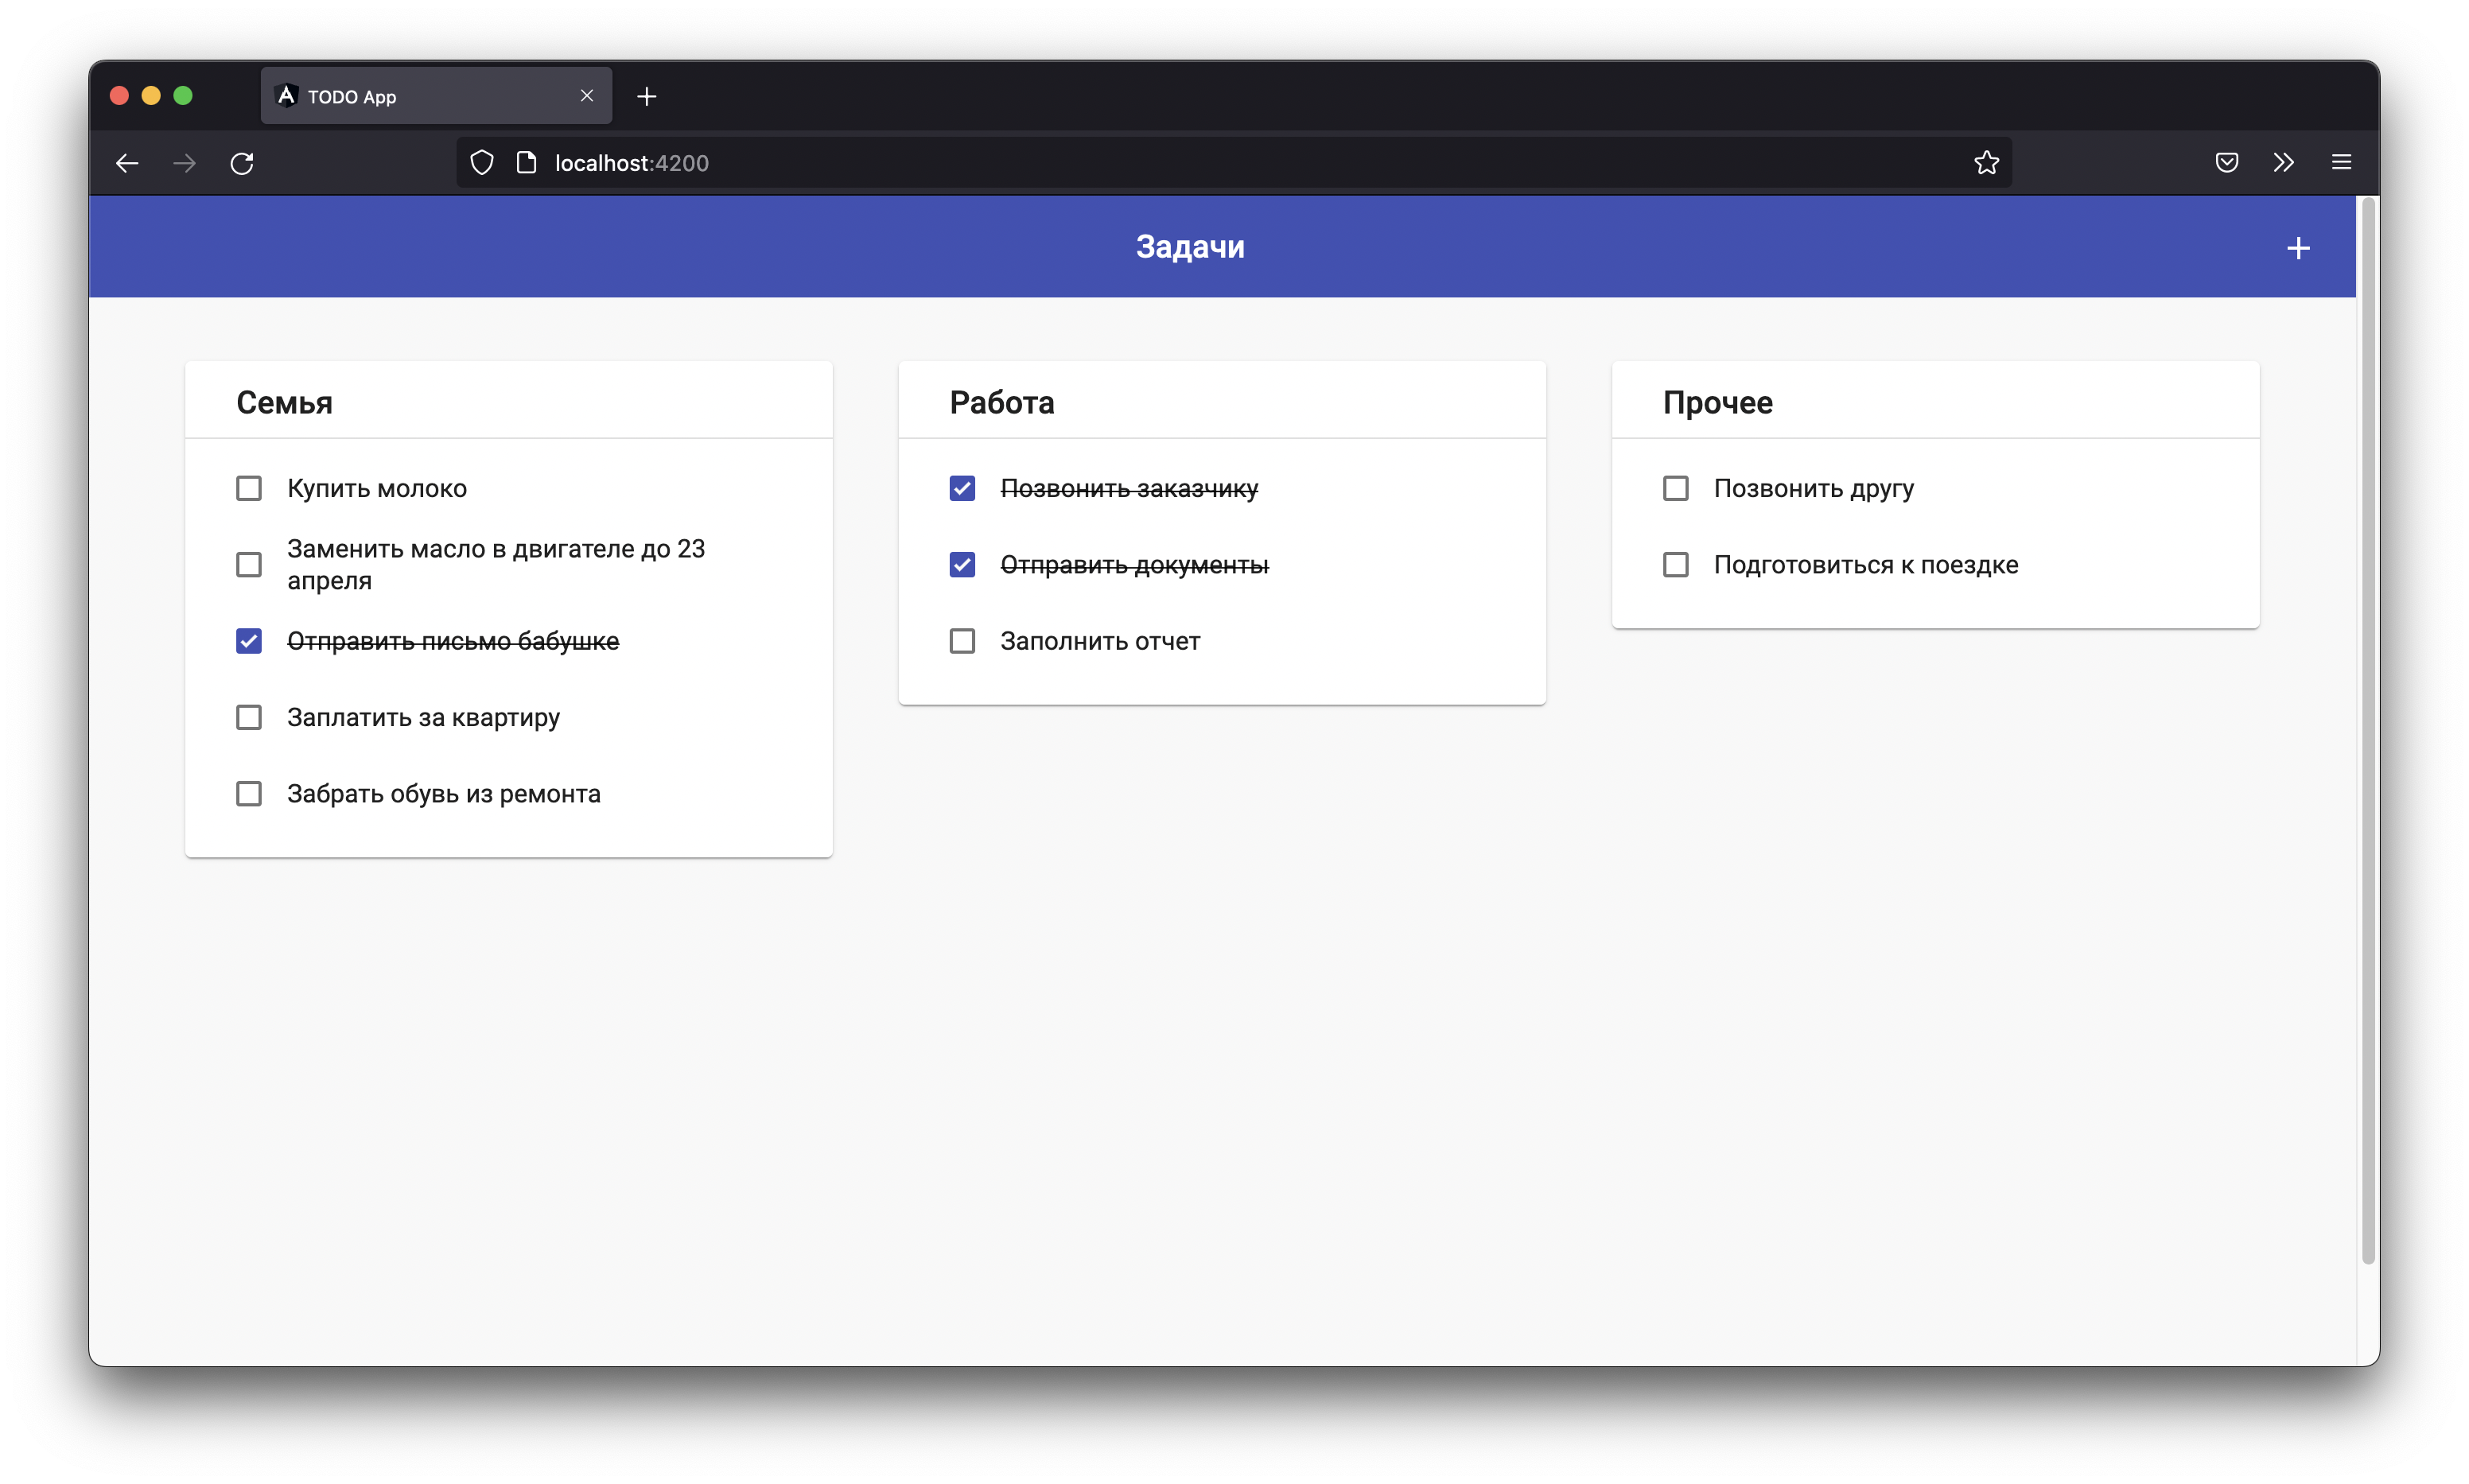 TODO App
localhost:4200
Задачи
Семья
Купить молоко
Заменить масло в двигателе до 23
апреля
Отправить письмо бабушке
Заплатить за квартиру
Забрать обувь из ремонта
Работа
Позвонить заказчику
Отправить документы
Заполнить отчет
Прочее
Позвонить другу
Подготовиться к поездке